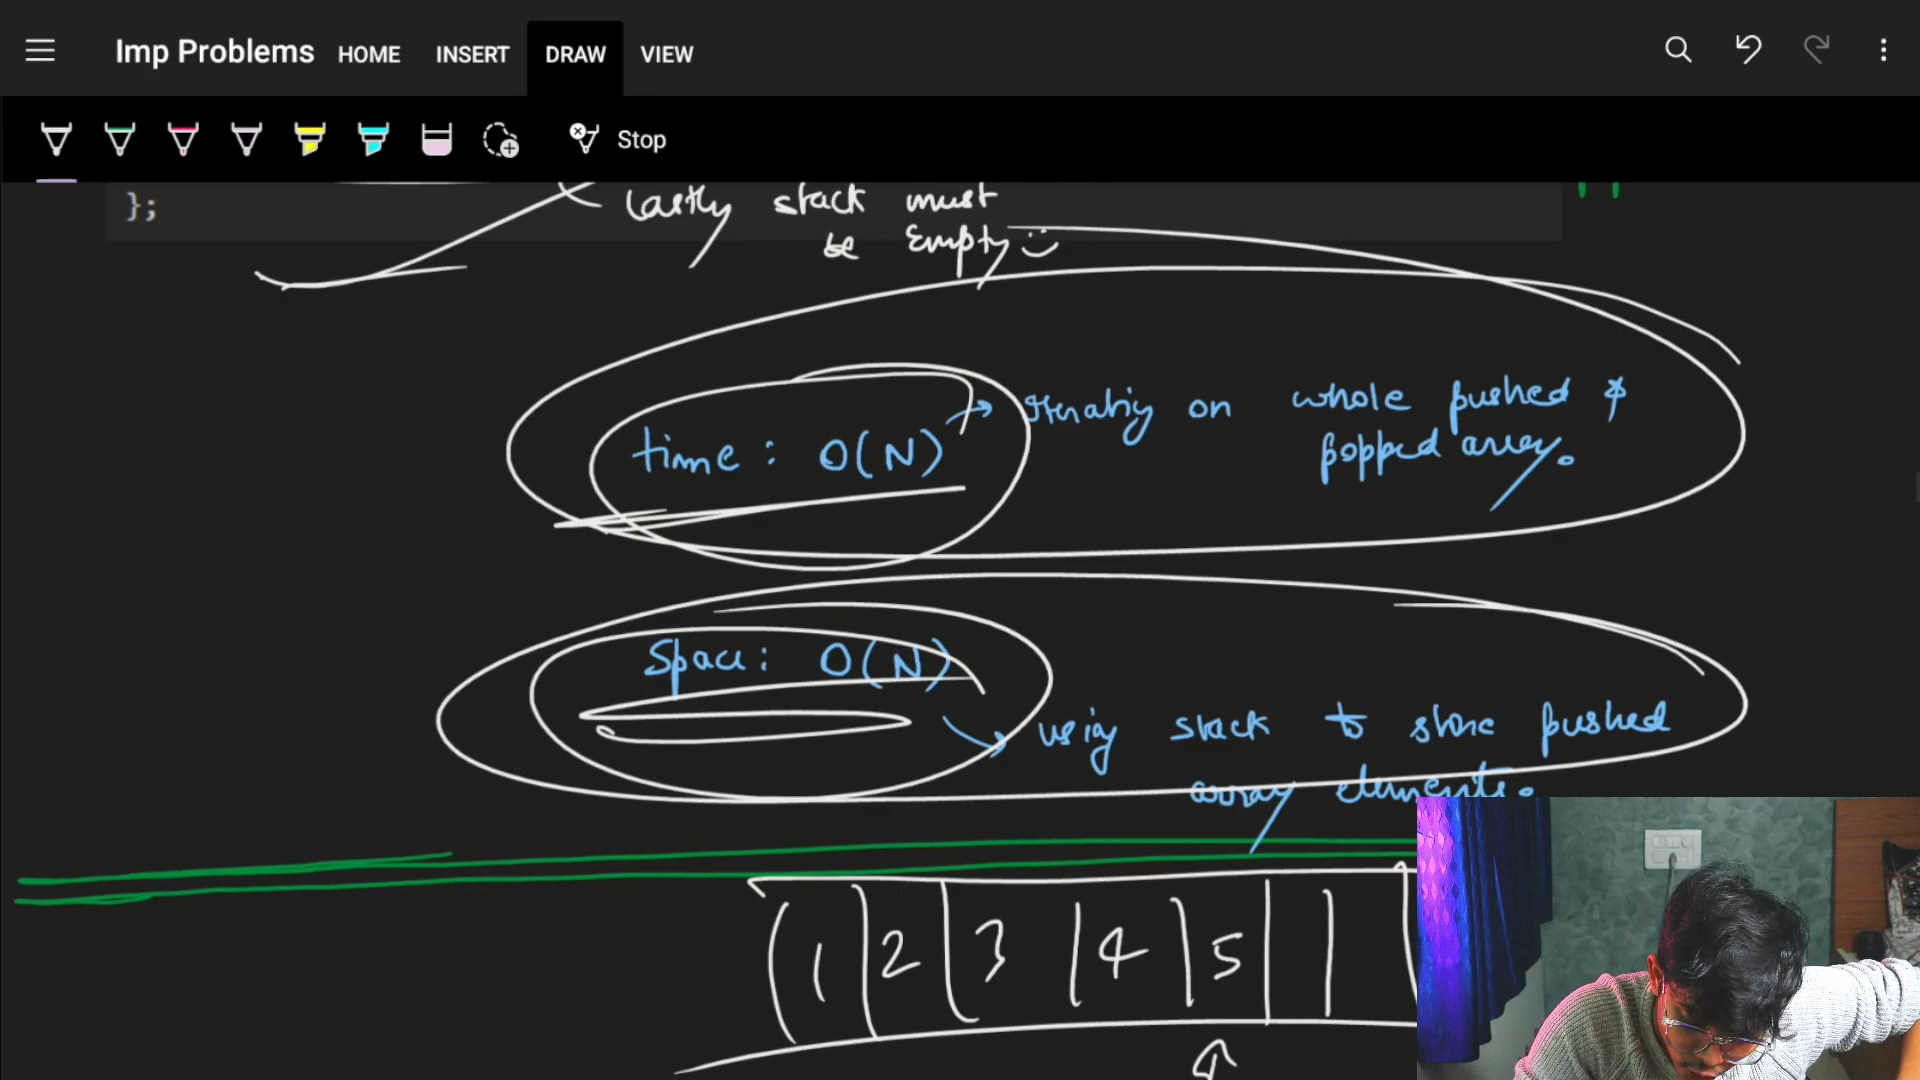 Imp Problems HOME INSERT DRAW VIEW
Stop
};
Lastly stack must
be Empty
time: O(N) → Iterating on whole pushed &
popped array.
Space: O(N)
→ using stack to store pushed
array elements.
1 2 3 4 5